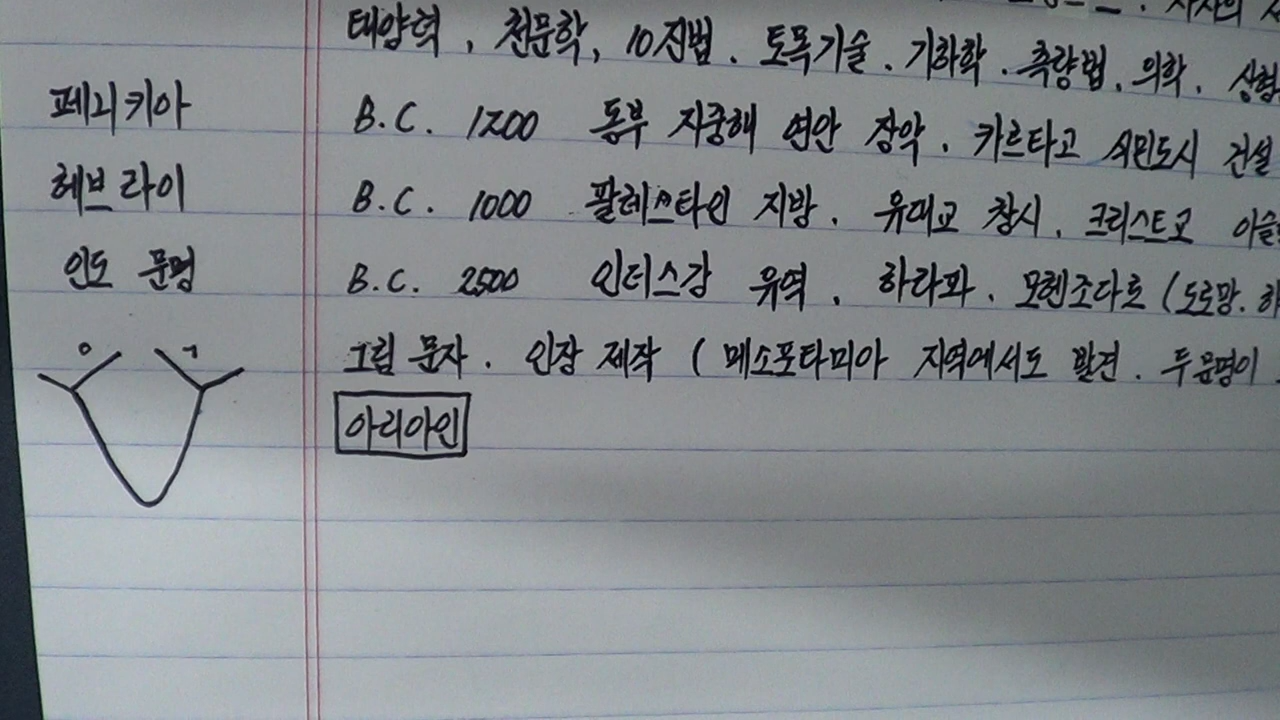 태양력, 천문학, 10진법. 토목기술. 기하학. 측량법. 의학.
페니키아 B.C. 1200 동부 지중해 연안 장악. 카르타고 식민도시 건설
헤브라이 B.C. 1000 팔레스타인 지방. 유대교 창시. 크리스트교
인도 문명 B.C. 2500 인더스강 유역. 하라파. 모헨조다로 (도로망.
그림 문자. 인장 제작 (메소포타미아 지역에서도 발견. 두 문명이
아리아인